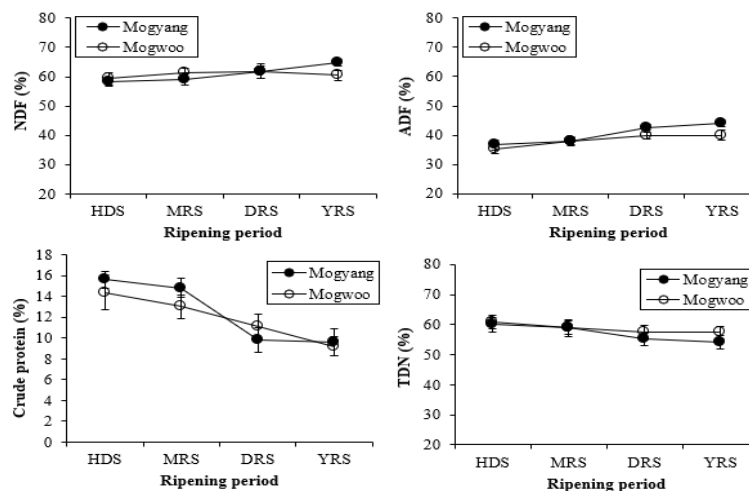 80
70
60
50
40
30
20
NDF (%)
Mogyang
Mogwoo
HDS MRS DRS YRS
Ripening period
80
70
60
50
40
30
20
ADF (%)
Mogyang
Mogwoo
HDS MRS DRS YRS
Ripening period
18
16
14
12
10
8
6
4
2
0
Crude protein (%)
Mogyang
Mogwoo
HDS MRS DRS YRS
Ripening period
80
70
60
50
40
30
20
TDN (%)
Mogyang
Mogwoo
HDS MRS DRS YRS
Ripening period